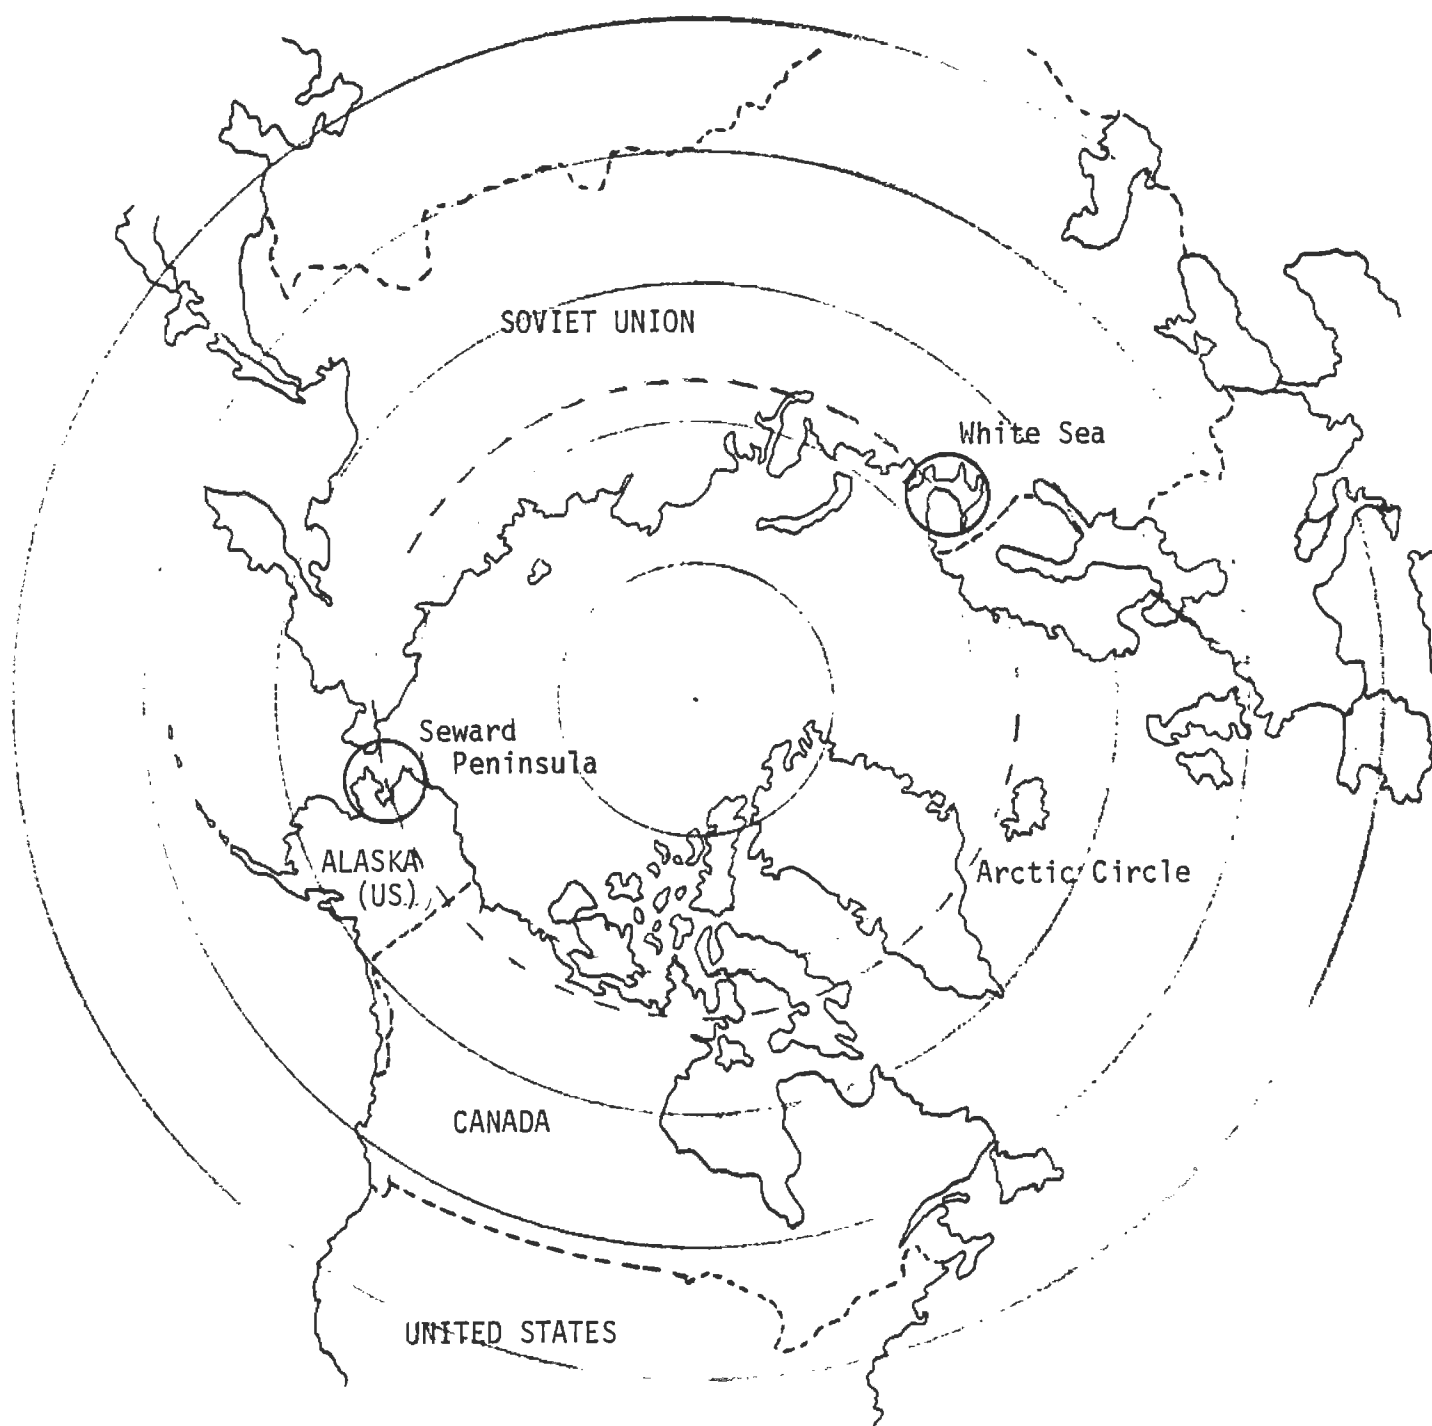 SOVIET UNION
White Sea
Seward
Peninsula
ALASKA
(US)
Arctic Circle
CANADA
UNITED STATES